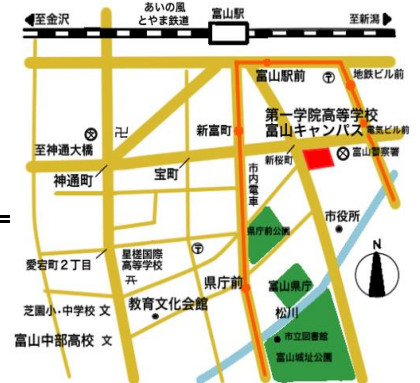 至金沢
あいの風
とやま鉄道
富山駅
至新潟
富山駅前
地鉄ビル前
新富町
第一学院高等学校
富山キャンパス
電気ビル前
至神通大橋
新桜町
富山警察署
神通町
宝町
市内電車
県庁前公園
市役所
N
愛宕町2丁目
星槎国際
高等学校
県庁前
富山県庁
芝園小・中学校 文
教育文化会館
松川
富山中部高校 文
市立図書館
富山城址公園